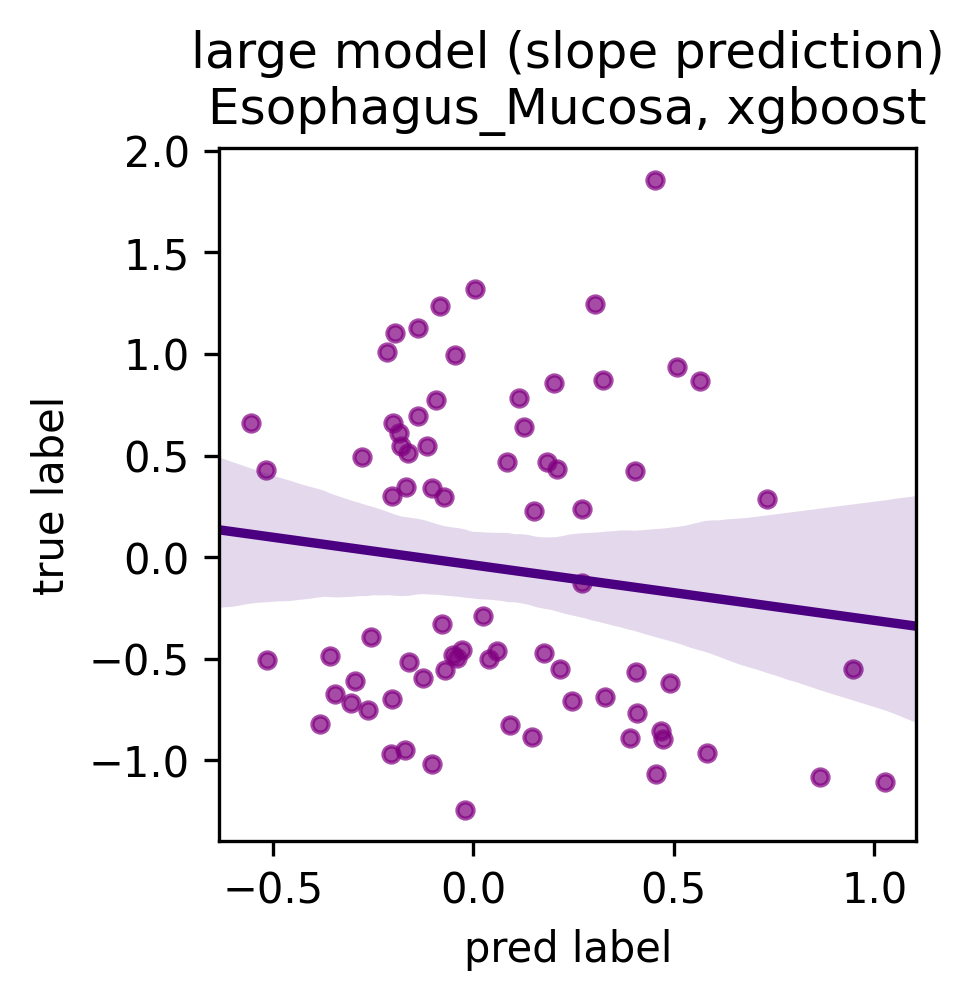 large model (slope prediction)
Esophagus_Mucosa, xgboost
2.0
1.5
1.0
0.5
0.0
−0.5
−1.0
true label
−0.5
0.0
0.5
1.0
pred label